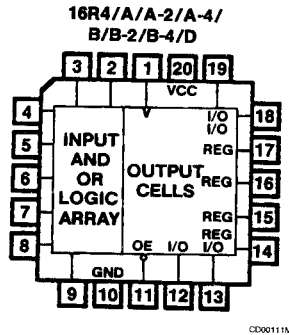 16R4/A/A-2/A-4/
B/B-2/B-4/D
3 2 1 20 19
VCC
4 I/O 18
I/O
5 INPUT REG 17
AND
6 OR OUTPUT REG 16
LOGIC CELLS
7 ARRAY REG 15
REG
8 OE I/O I/O 14
GND
9 10 11 12 13
CD00111M